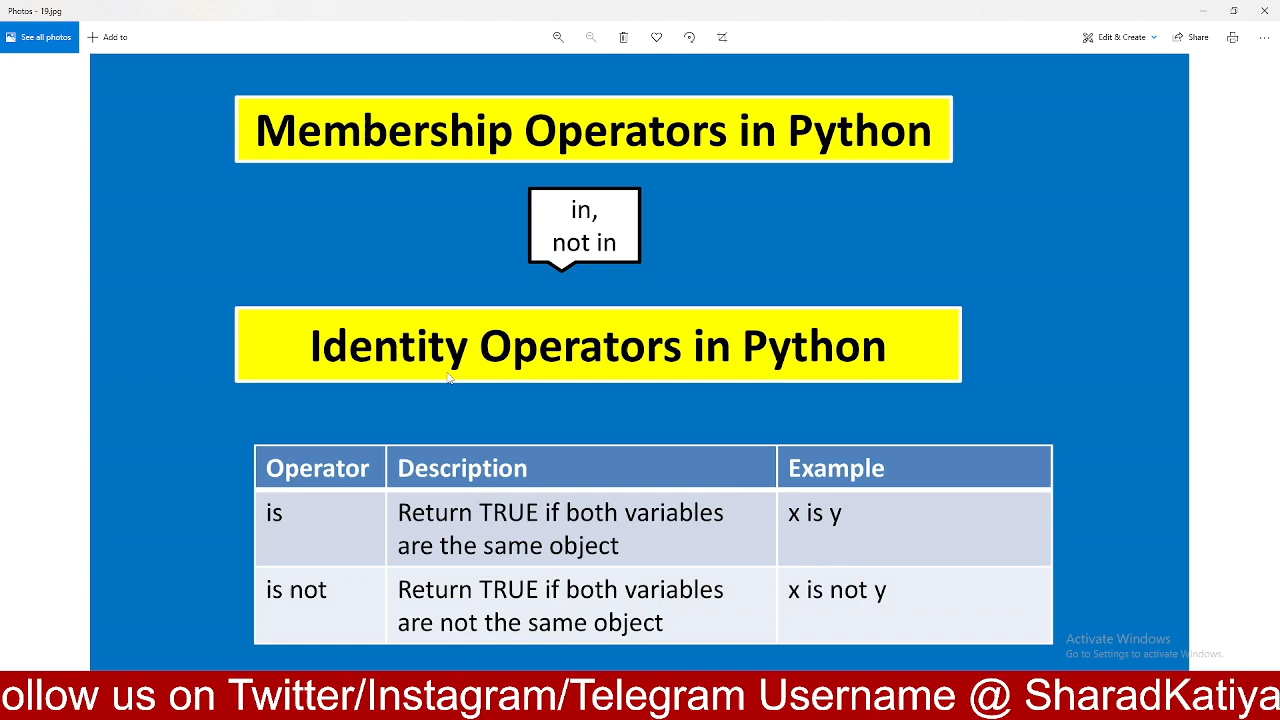 Photos - 19.jpg
See all photos
Add to
Edit & Create
Share
Membership Operators in Python
in,
not in
Identity Operators in Python
Operator Description Example
is Return TRUE if both variables are the same object x is y
is not Return TRUE if both variables are not the same object x is not y
Activate Windows
Go to Settings to activate Windows.
ollow us on Twitter/Instagram/Telegram Username @ SharadKatiya